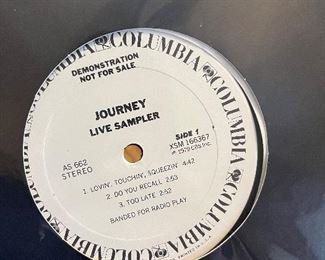 COLUMBIA COLUMBIA COLUMBIA COLUMBIA
DEMONSTRATION
NOT FOR SALE
JOURNEY
LIVE SAMPLER
AS 662
STEREO
SIDE 1
XSM 166367
℗ 1979 CBS Inc.
1. LOVIN', TOUCHIN', SQUEEZIN' 4:42
2. DO YOU RECALL 2:53
3. TOO LATE 2:52
BANDED FOR RADIO PLAY